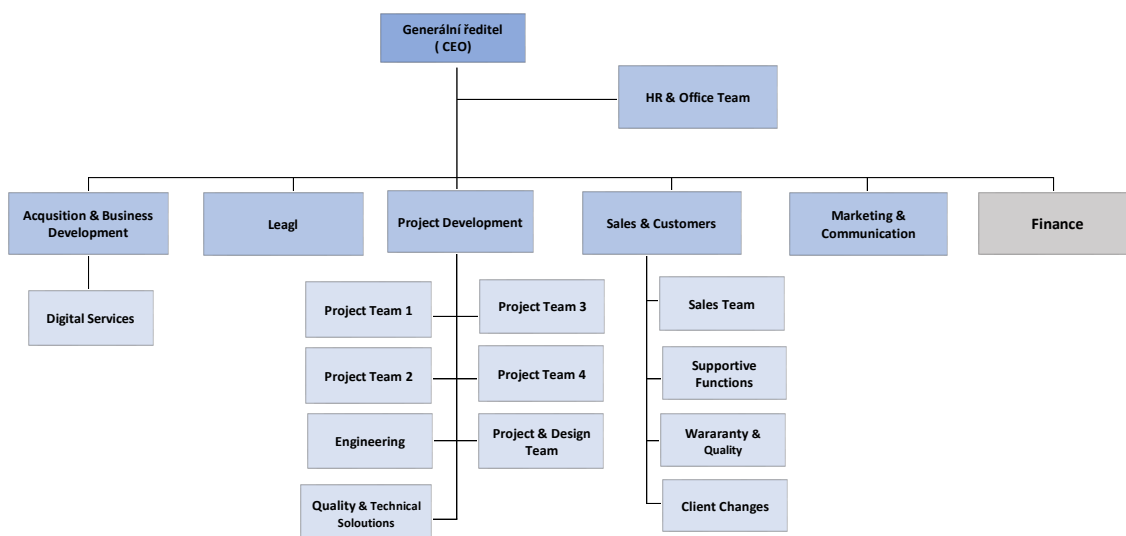 Generální ředitel
( CEO)
HR & Office Team
Acqusition & Business
Development
Leagl
Project Development
Sales & Customers
Marketing &
Communication
Finance
Digital Services
Project Team 1
Project Team 3
Sales Team
Project Team 2
Project Team 4
Supportive
Functions
Engineering
Project & Design
Team
Wararanty &
Quality
Quality & Technical
Soloutions
Client Changes